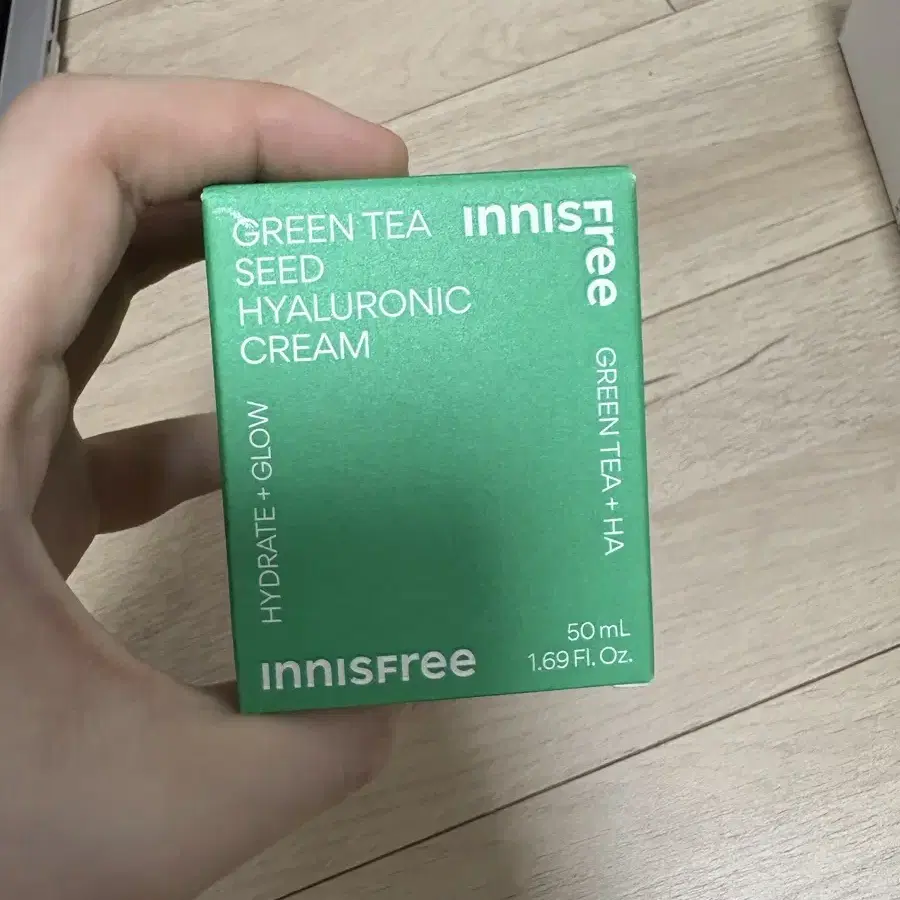 GREEN TEA
SEED
HYALURONIC
CREAM
INNISFree
HYDRATE + GLOW
GREEN TEA + HA
INNISFree
50 mL
1.69 Fl. Oz.